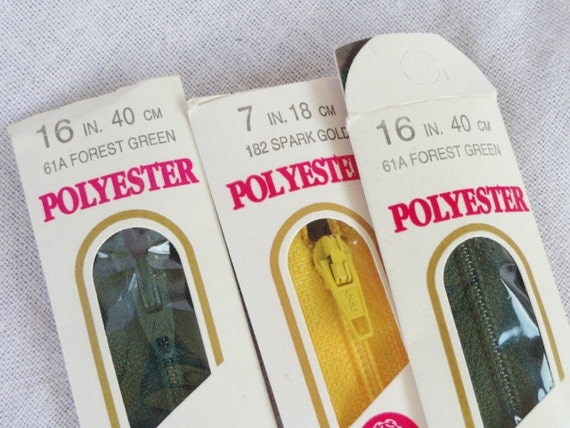 16 IN. 40 CM
61A FOREST GREEN
POLYESTER
7 IN. 18 CM
182 SPARK GOLD
POLYESTER
16 IN. 40 CM
61A FOREST GREEN
POLYESTER